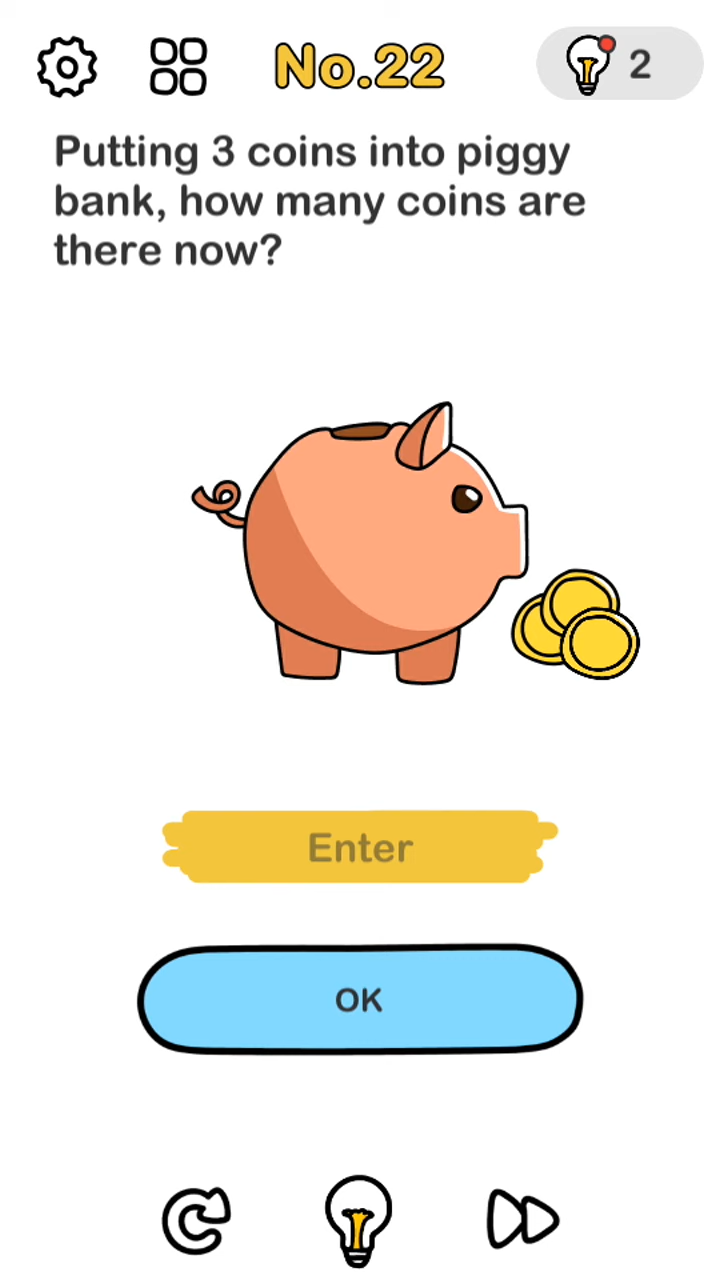 No.22
2
Putting 3 coins into piggy
bank, how many coins are
there now?
Enter
OK